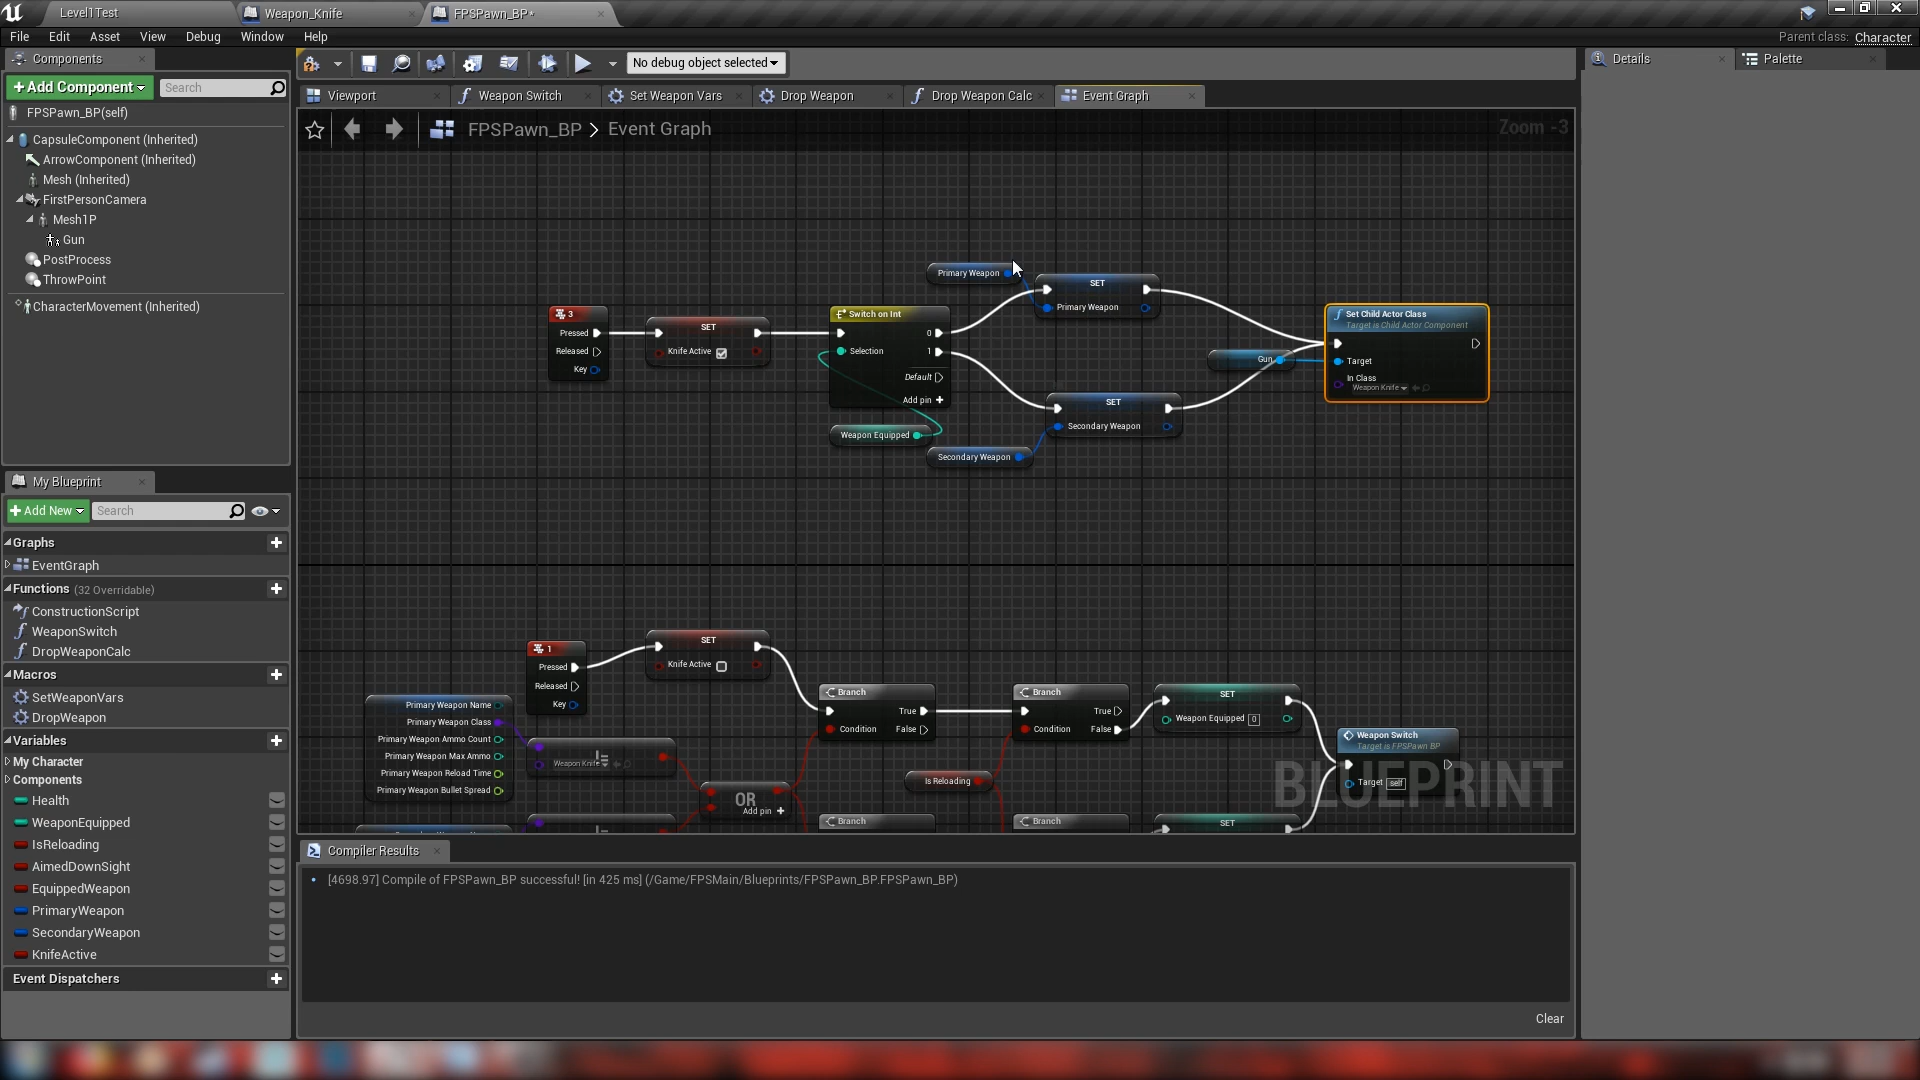 Level1Test
Weapon_Knife
FPSPawn_BP*
File Edit Asset View Debug Window Help
Parent class: Character
Components
Add Component
Search
FPSPawn_BP(self)
CapsuleComponent (Inherited)
ArrowComponent (Inherited)
Mesh (Inherited)
FirstPersonCamera
Mesh1P
Gun
PostProcess
ThrowPoint
CharacterMovement (Inherited)
My Blueprint
Add New
Search
Graphs
EventGraph
Functions (32 Overridable)
ConstructionScript
WeaponSwitch
DropWeaponCalc
Macros
SetWeaponVars
DropWeapon
Variables
My Character
Components
Health
WeaponEquipped
IsReloading
AimedDownSight
EquippedWeapon
PrimaryWeapon
SecondaryWeapon
KnifeActive
Event Dispatchers
No debug object selected
Viewport
Weapon Switch
Set Weapon Vars
Drop Weapon
Drop Weapon Calc
Event Graph
FPSPawn_BP > Event Graph
Zoom -3
3
Pressed
Released
Key
SET
Knife Active
Switch on Int
0
Selection
1
Default
Add pin
Weapon Equipped
Primary Weapon
SET
Primary Weapon
Secondary Weapon
SET
Secondary Weapon
Gun
Set Child Actor Class
Target is Child Actor Component
Target
In Class
Weapon Knife
1
Pressed
Released
Key
SET
Knife Active
Primary Weapon Name
Primary Weapon Class
Primary Weapon Ammo Count
Primary Weapon Max Ammo
Primary Weapon Reload Time
Primary Weapon Bullet Spread
Weapon Knife
!=
OR
Add pin
Branch
True
Condition
False
Branch
True
Condition
False
Is Reloading
SET
Weapon Equipped 0
Weapon Switch
Target is FPSPawn BP
Target self
Branch
Branch
SET
BLUEPRINT
Compiler Results
[4698.97] Compile of FPSPawn_BP successful! [in 425 ms] (/Game/FPSMain/Blueprints/FPSPawn_BP.FPSPawn_BP)
Clear
Details
Palette